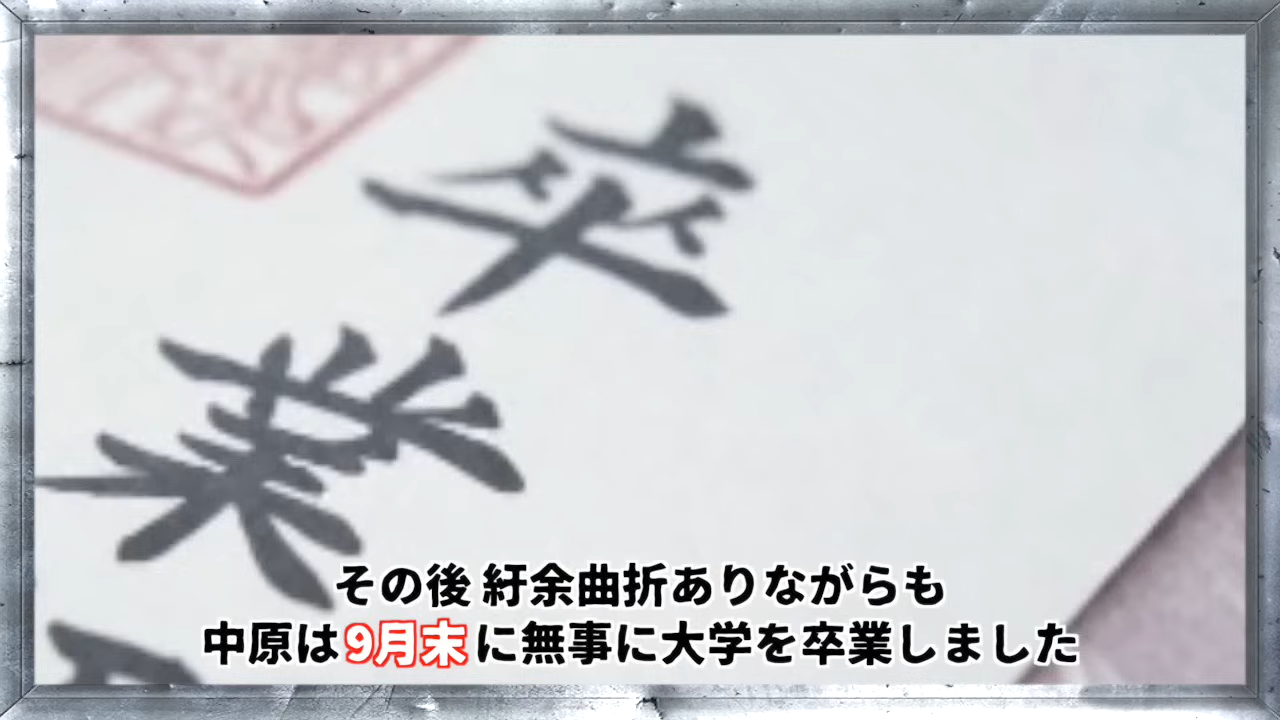 卒業
その後 紆余曲折ありながらも
中原は9月末に無事に大学を卒業しました